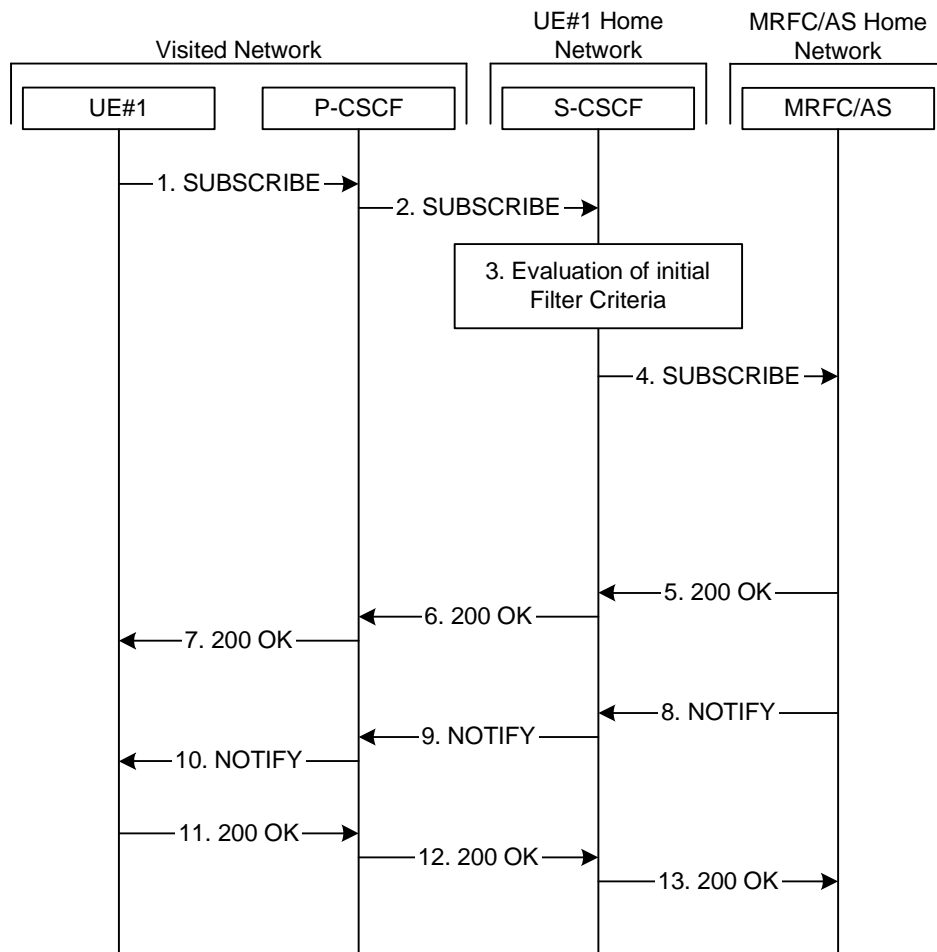 Visited Network
UE#1 Home
Network
MRFC/AS Home
Network
UE#1
P-CSCF
S-CSCF
MRFC/AS
1. SUBSCRIBE
2. SUBSCRIBE
3. Evaluation of initial
Filter Criteria
4. SUBSCRIBE
5. 200 OK
6. 200 OK
7. 200 OK
8. NOTIFY
9. NOTIFY
10. NOTIFY
11. 200 OK
12. 200 OK
13. 200 OK